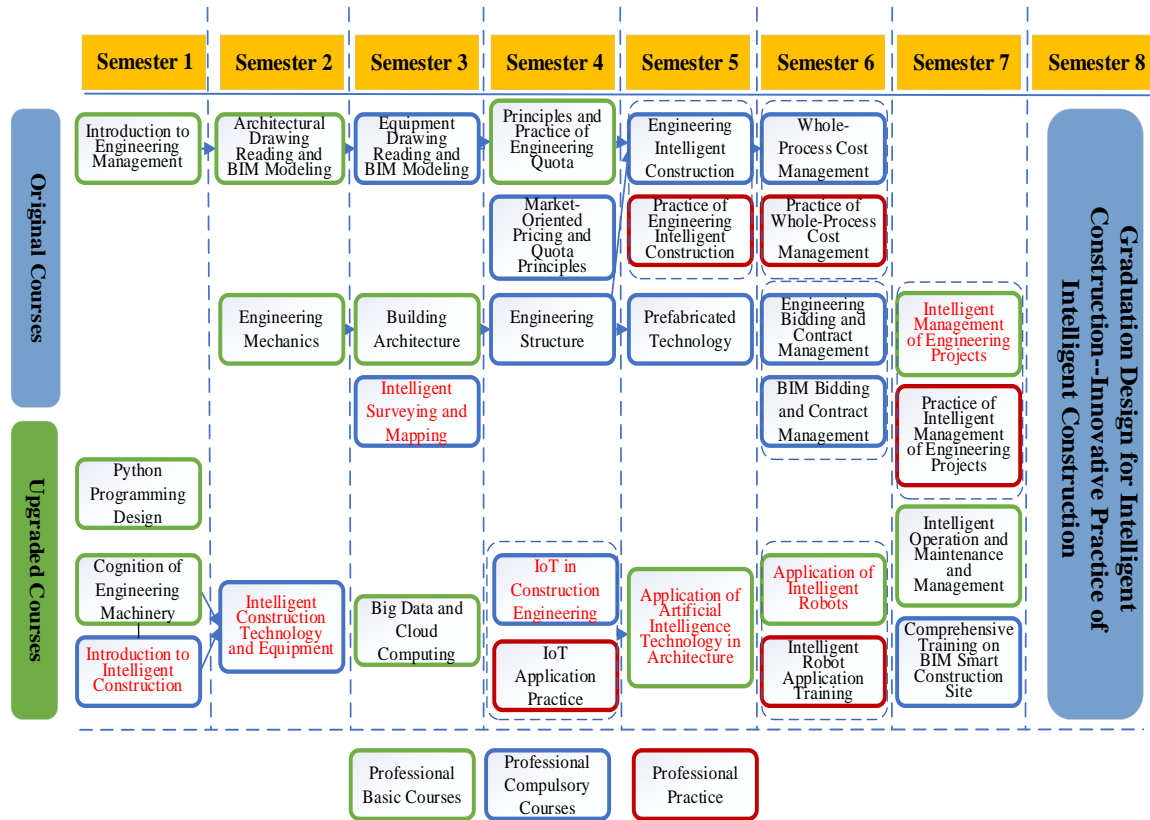 Semester 1
Semester 2
Semester 3
Semester 4
Semester 5
Semester 6
Semester 7
Semester 8
Original Courses
Introduction to
Engineering
Management
Architectural
Drawing Reading
and BIM Modeling
Equipment
Drawing
Reading and
BIM Modeling
Principles and
Practice of
Engineering
Quota
Engineering
Intelligent
Construction
Whole-
Process Cost
Management
Market-
Oriented
Pricing and
Quota
Principles
Practice of
Engineering
Intelligent
Construction
Practice of
Whole-Process
Cost
Management
Engineering
Mechanics
Building
Architecture
Engineering
Structure
Prefabricated
Technology
Engineering
Bidding and
Contract
Management
Intelligent
Management
of Engineering
Projects
Intelligent
Surveying and
Mapping
BIM Bidding
and Contract
Management
Practice of
Intelligent
Management
of Engineering
Projects
Upgraded Courses
Python
Programming
Design
Cognition of
Engineering
Machinery
Introduction to
Intelligent
Construction
Intelligent
Construction
Technology
and Equipment
Big Data and
Cloud
Computing
IoT in
Construction
Engineering
IoT
Application
Practice
Application of
Artificial
Intelligence
Technology in
Architecture
Application of
Intelligent
Robots
Intelligent
Robot
Application
Training
Intelligent
Operation and
Maintenance
and
Management
Comprehensive
Training on
BIM Smart
Construction
Site
Graduation Design for Intelligent
Construction--Innovative Practice of
Intelligent Construction
Professional
Basic Courses
Professional
Compulsory
Courses
Professional
Practice